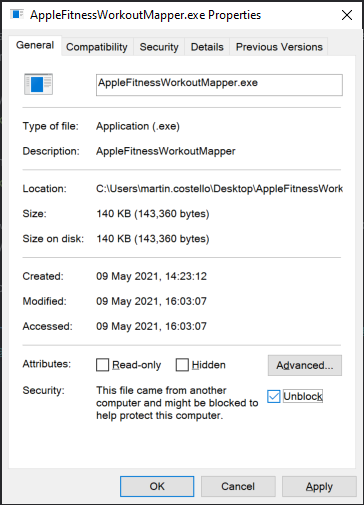 AppleFitnessWorkoutMapper.exe Properties
General Compatibility Security Details Previous Versions
AppleFitnessWorkoutMapper.exe
Type of file: Application (.exe)
Description: AppleFitnessWorkoutMapper
Location: C:\Users\martin.costello\Desktop\AppleFitnessWork
Size: 140 KB (143,360 bytes)
Size on disk: 140 KB (143,360 bytes)
Created: 09 May 2021, 14:23:12
Modified: 09 May 2021, 16:03:07
Accessed: 09 May 2021, 16:03:07
Attributes: Read-only Hidden Advanced...
Security: This file came from another
computer and might be blocked to
help protect this computer.
Unblock
OK Cancel Apply